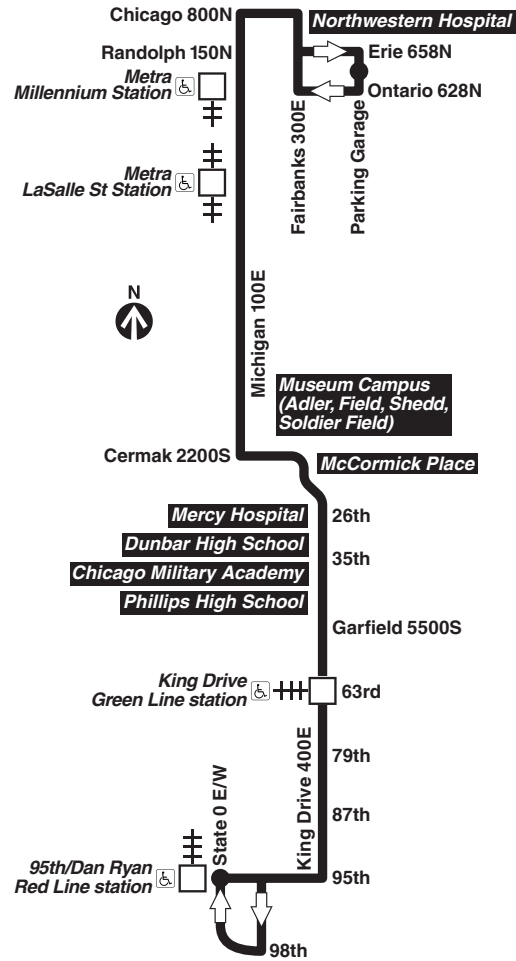 Chicago 800N
Northwestern Hospital
Randolph 150N
Erie 658N
Metra
Millennium Station
Ontario 628N
Fairbanks 300E
Parking Garage
Metra
LaSalle St Station
N
Michigan 100E
Museum Campus
(Adler, Field, Shedd,
Soldier Field)
Cermak 2200S
McCormick Place
Mercy Hospital
26th
Dunbar High School
35th
Chicago Military Academy
Phillips High School
Garfield 5500S
King Drive
Green Line station
63rd
King Drive 400E
79th
87th
State 0 E/W
95th/Dan Ryan
Red Line station
95th
98th